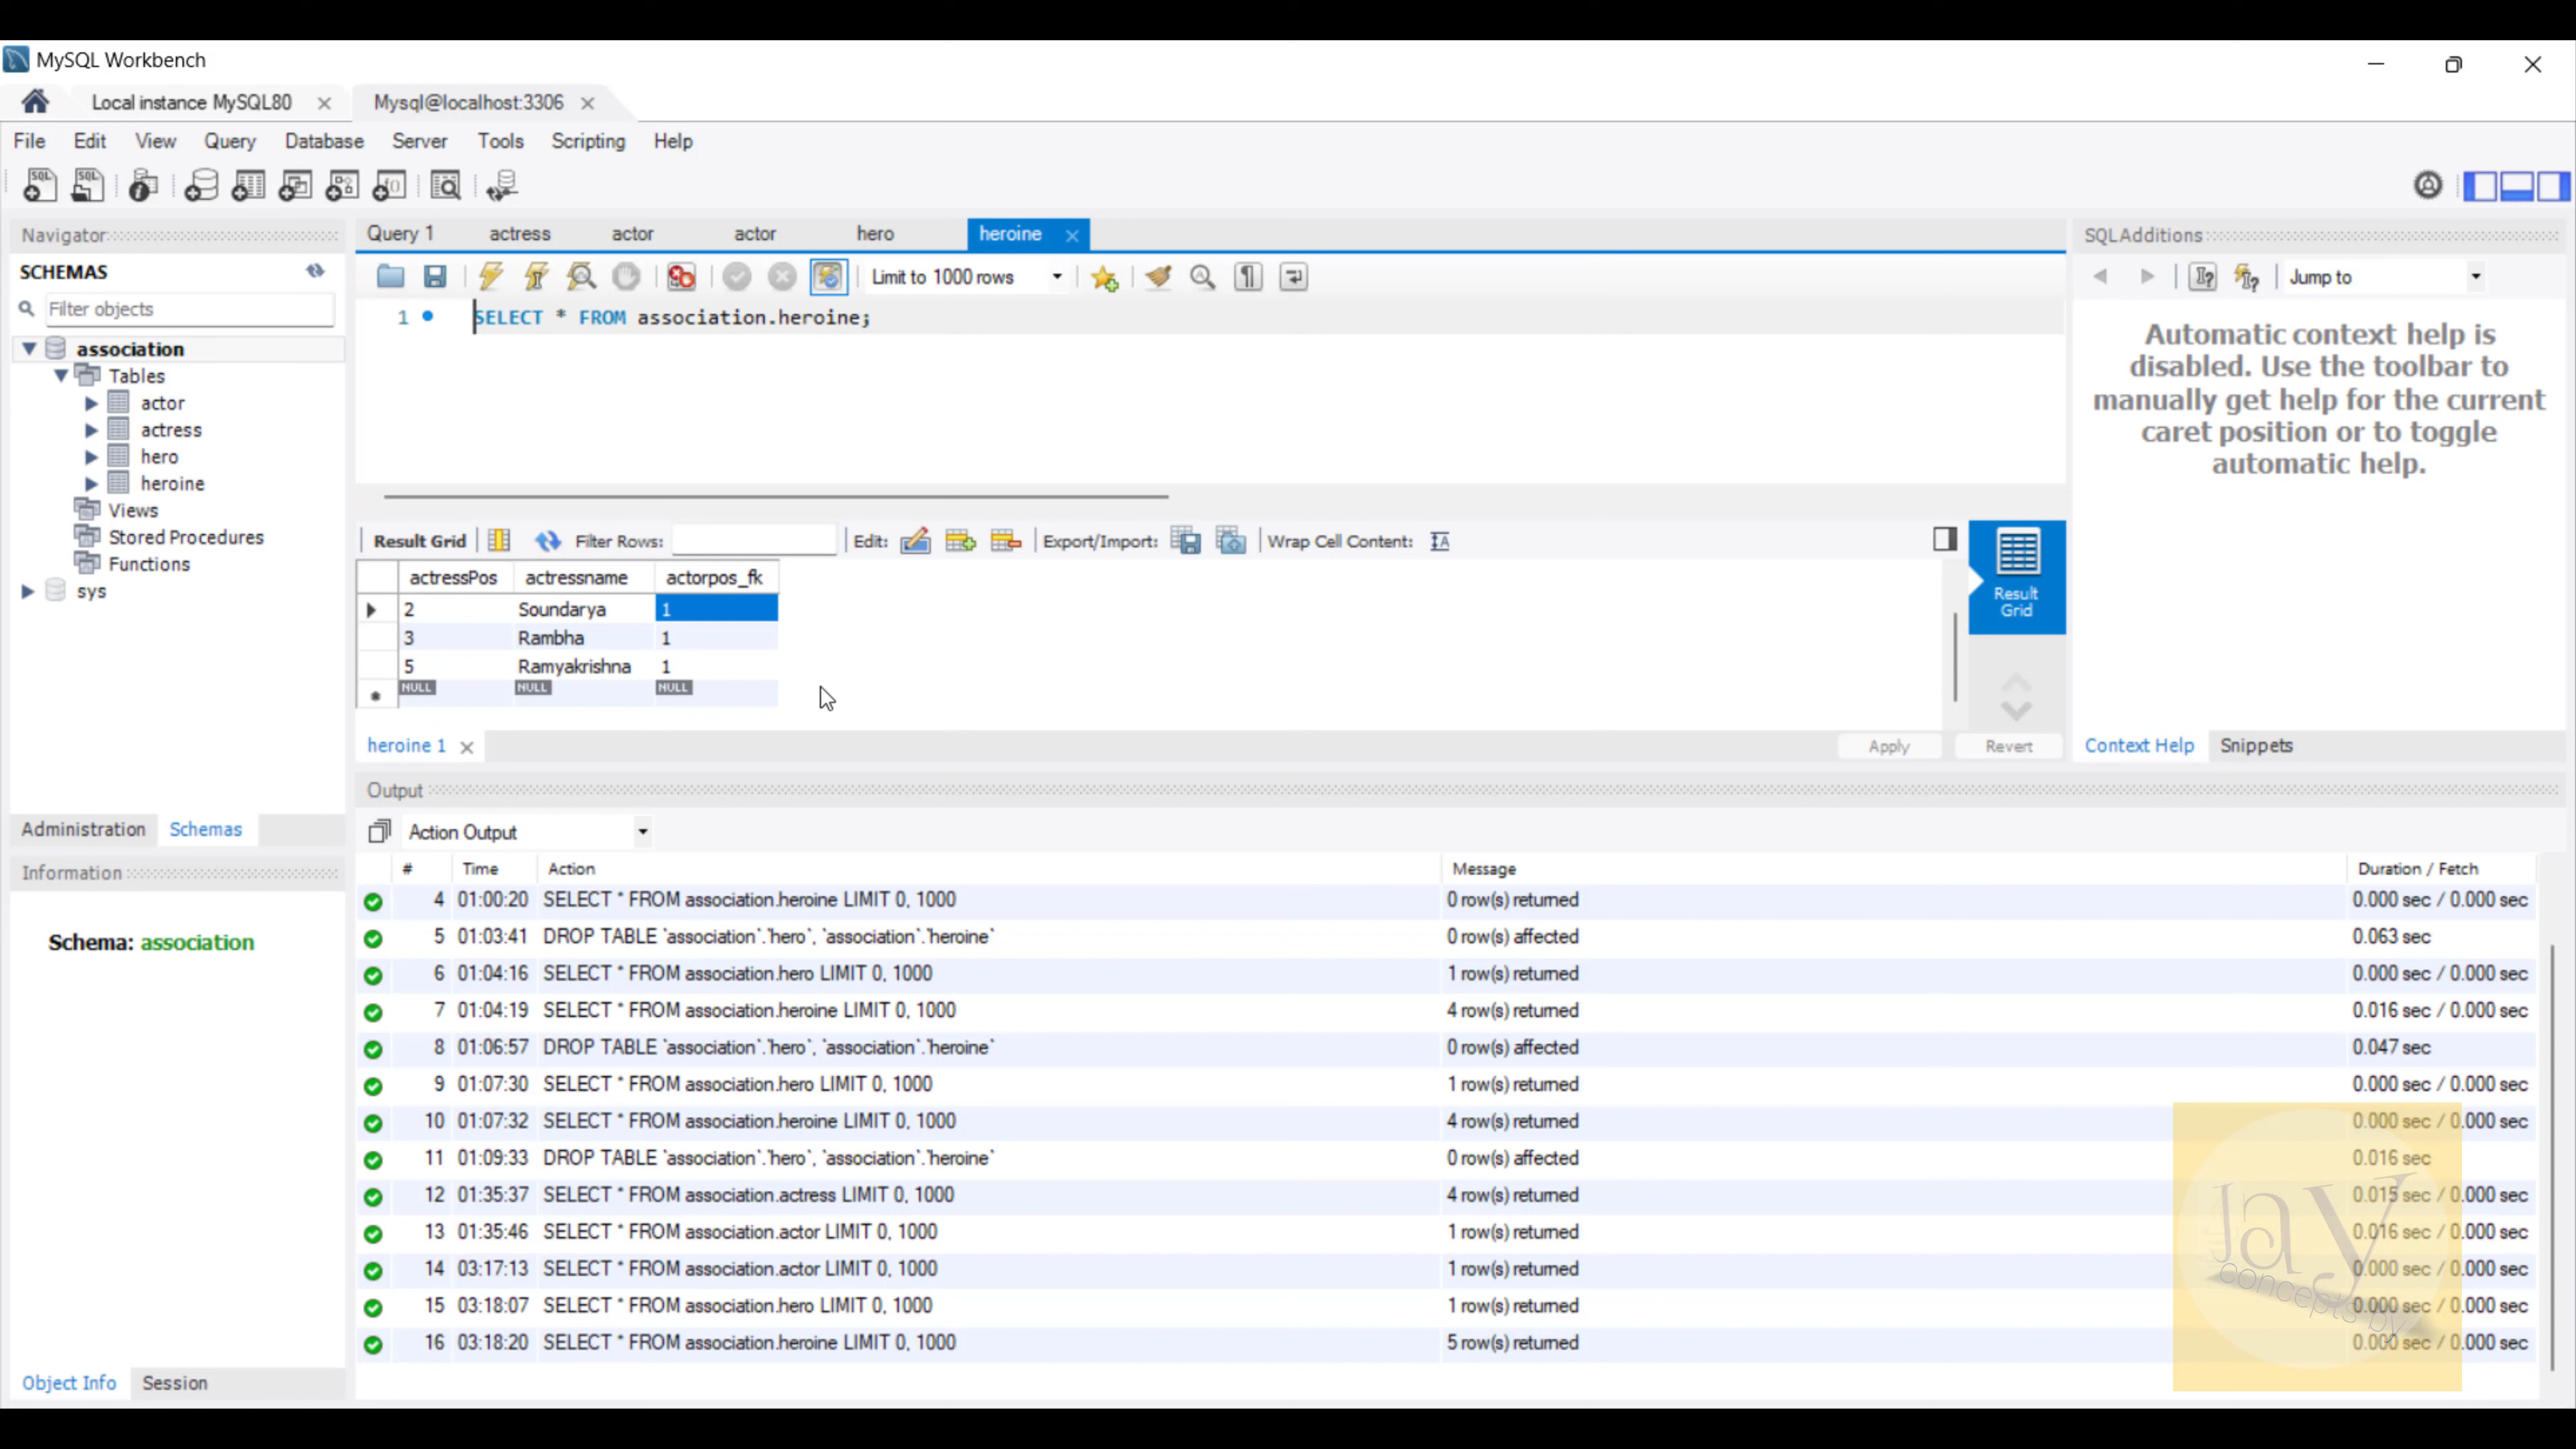 MySQL Workbench
Local instance MySQL80
Mysql@localhost:3306
File Edit View Query Database Server Tools Scripting Help
Navigator
SCHEMAS
Filter objects
association
Tables
actor
actress
hero
heroine
Views
Stored Procedures
Functions
sys
Administration Schemas
Information
Schema: association
Object Info Session
Query 1 actress actor actor hero heroine
Limit to 1000 rows
1 SELECT * FROM association.heroine;
Result Grid Filter Rows: Edit: Export/Import: Wrap Cell Content:
actressPos actressname actorpos_fk
2 Soundarya 1
3 Rambha 1
5 Ramyakrishna 1
NULL NULL NULL
Result
Grid
heroine 1
Apply Revert
SQLAdditions
Jump to
Automatic context help is
disabled. Use the toolbar to
manually get help for the current
caret position or to toggle
automatic help.
Context Help Snippets
Output
Action Output
# Time Action Message Duration / Fetch
4 01:00:20 SELECT * FROM association.heroine LIMIT 0, 1000 0 row(s) returned 0.000 sec / 0.000 sec
5 01:03:41 DROP TABLE `association`.`hero`, `association`.`heroine` 0 row(s) affected 0.063 sec
6 01:04:16 SELECT * FROM association.hero LIMIT 0, 1000 1 row(s) returned 0.000 sec / 0.000 sec
7 01:04:19 SELECT * FROM association.heroine LIMIT 0, 1000 4 row(s) returned 0.016 sec / 0.000 sec
8 01:06:57 DROP TABLE `association`.`hero`, `association`.`heroine` 0 row(s) affected 0.047 sec
9 01:07:30 SELECT * FROM association.hero LIMIT 0, 1000 1 row(s) returned 0.000 sec / 0.000 sec
10 01:07:32 SELECT * FROM association.heroine LIMIT 0, 1000 4 row(s) returned 0.000 sec / 0.000 sec
11 01:09:33 DROP TABLE `association`.`hero`, `association`.`heroine` 0 row(s) affected 0.016 sec
12 01:35:37 SELECT * FROM association.actress LIMIT 0, 1000 4 row(s) returned 0.015 sec / 0.000 sec
13 01:35:46 SELECT * FROM association.actor LIMIT 0, 1000 1 row(s) returned 0.016 sec / 0.000 sec
14 03:17:13 SELECT * FROM association.actor LIMIT 0, 1000 1 row(s) returned 0.000 sec / 0.000 sec
15 03:18:07 SELECT * FROM association.hero LIMIT 0, 1000 1 row(s) returned 0.000 sec / 0.000 sec
16 03:18:20 SELECT * FROM association.heroine LIMIT 0, 1000 5 row(s) returned 0.000 sec / 0.000 sec
Jay
concepts by